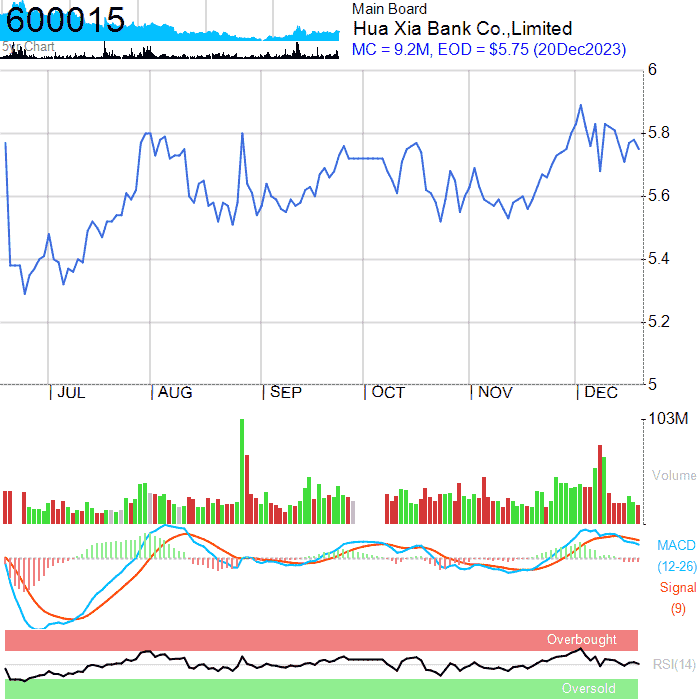 600015
5yr Chart
Main Board
Hua Xia Bank Co.,Limited
MC = 9.2M, EOD = $5.75 (20Dec2023)
6
5.8
5.6
5.4
5.2
5
JUL
AUG
SEP
OCT
NOV
DEC
103M
Volume
MACD
(12-26)
Signal
(9)
Overbought
RSI(14)
Oversold